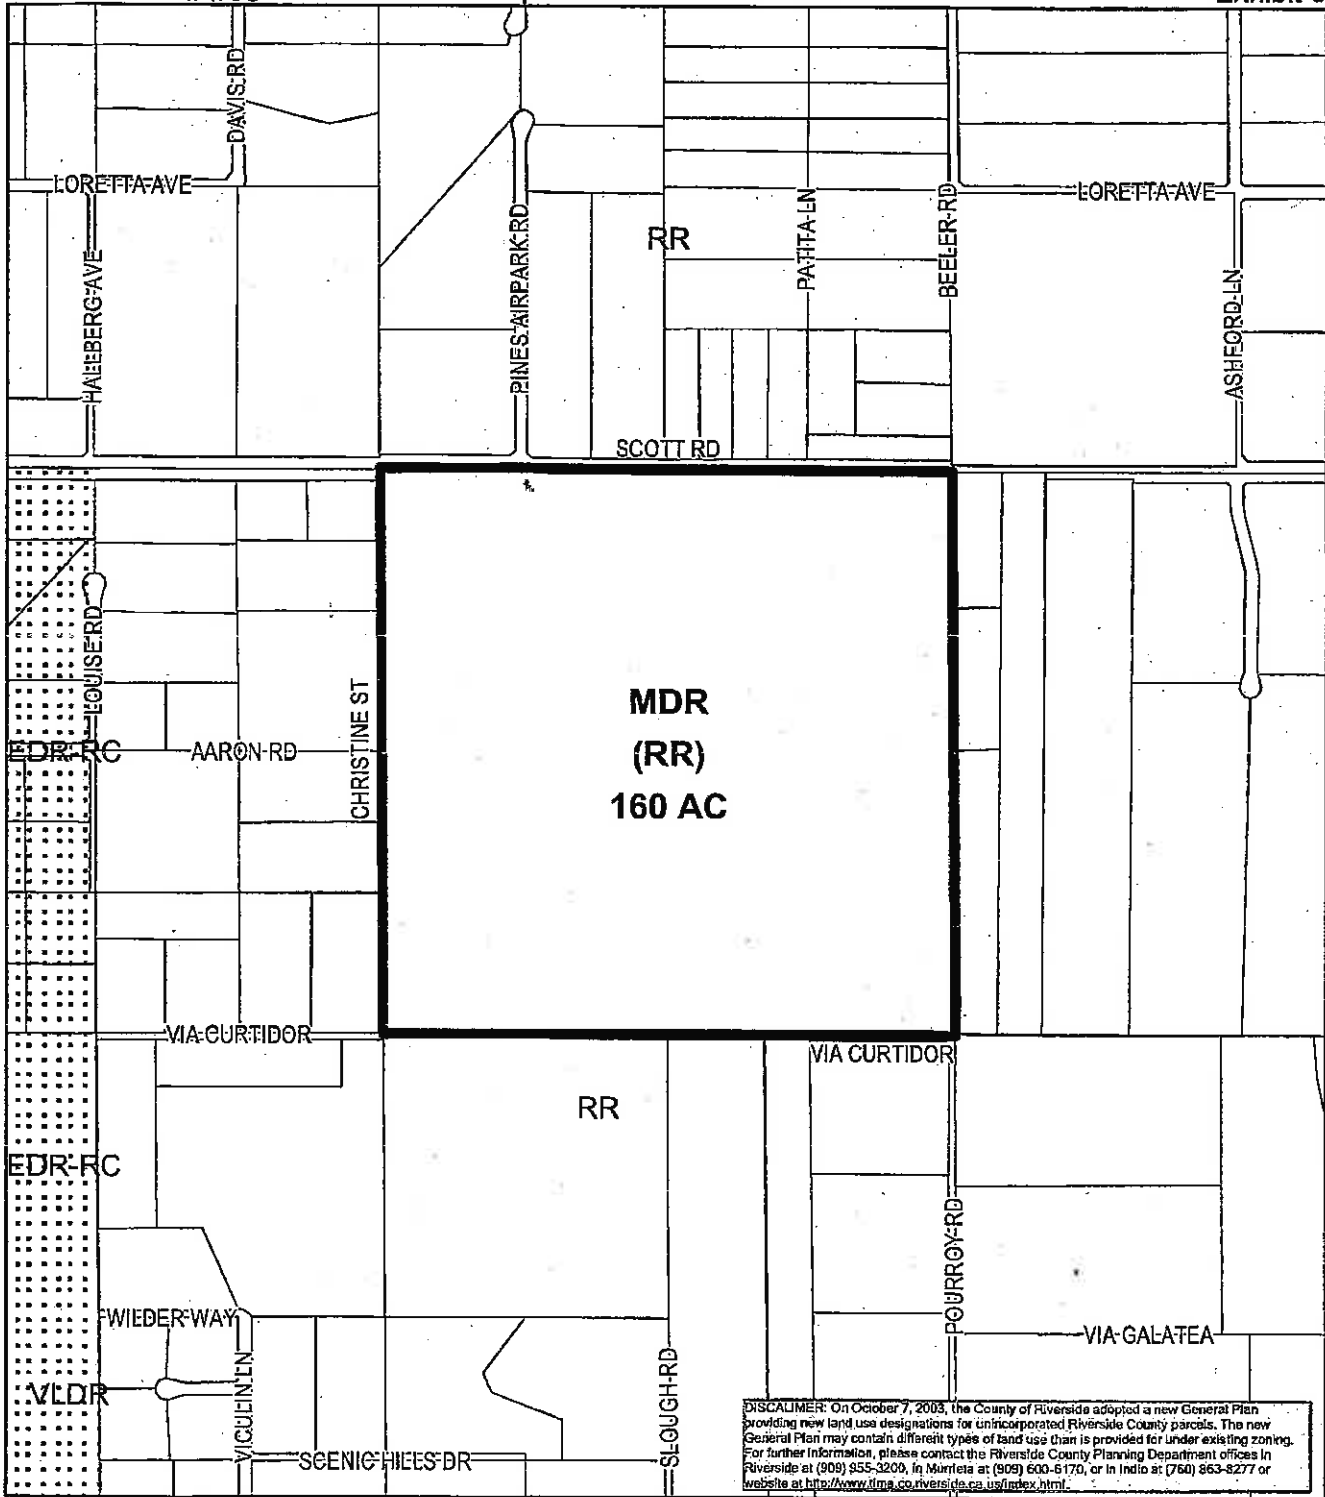 DAVIS RD
LORETTA AVE
LORETTA AVE
HALBERG AVE
PINES AIRPARK RD
RR
PATITA LN
BEELER RD
ASHFORD LN
SCOTT RD
LOUISE RD
CHRISTINE ST
MDR
(RR)
160 AC
EDR-RC
AARON RD
VIA CURTIDOR
VIA CURTIDOR
RR
EDR-RC
POURROY RD
WILDER WAY
VIA GALATEA
VLDR
VICULIN LN
SLOUGH RD
SCENIC HILLS DR
DISCALIMER: On October 7, 2003, the County of Riverside adopted a new General Plan
providing new land use designations for unincorporated Riverside County parcels. The new
General Plan may contain different types of land use than is provided for under existing zoning.
For further information, please contact the Riverside County Planning Department offices in
Riverside at (909) 955-3200, in Murrieta at (909) 600-6170, or in Indio at (760) 863-8277 or
website at http://www.tlma.co.riverside.ca.us/index.html.